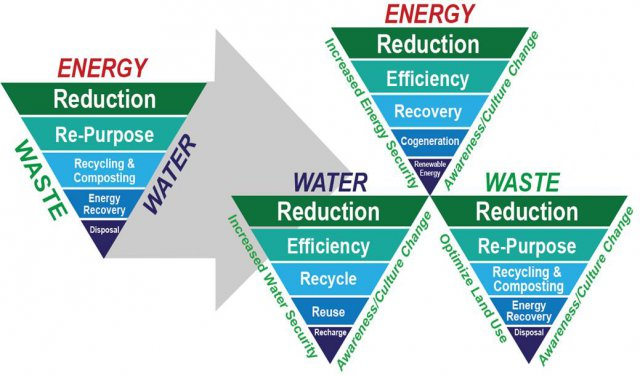 ENERGY
Reduction
Re-Purpose
Recycling &
Composting
Energy
Recovery
Disposal
WASTE
WATER
ENERGY
Reduction
Efficiency
Recovery
Cogeneration
Renewable
Energy
Increased Energy Security
Awareness/Culture Change
WATER
Reduction
Efficiency
Recycle
Reuse
Recharge
Increased Water Security
Awareness/Culture Change
WASTE
Reduction
Re-Purpose
Recycling &
Composting
Energy
Recovery
Disposal
Optimize Land Use
Awareness/Culture Change